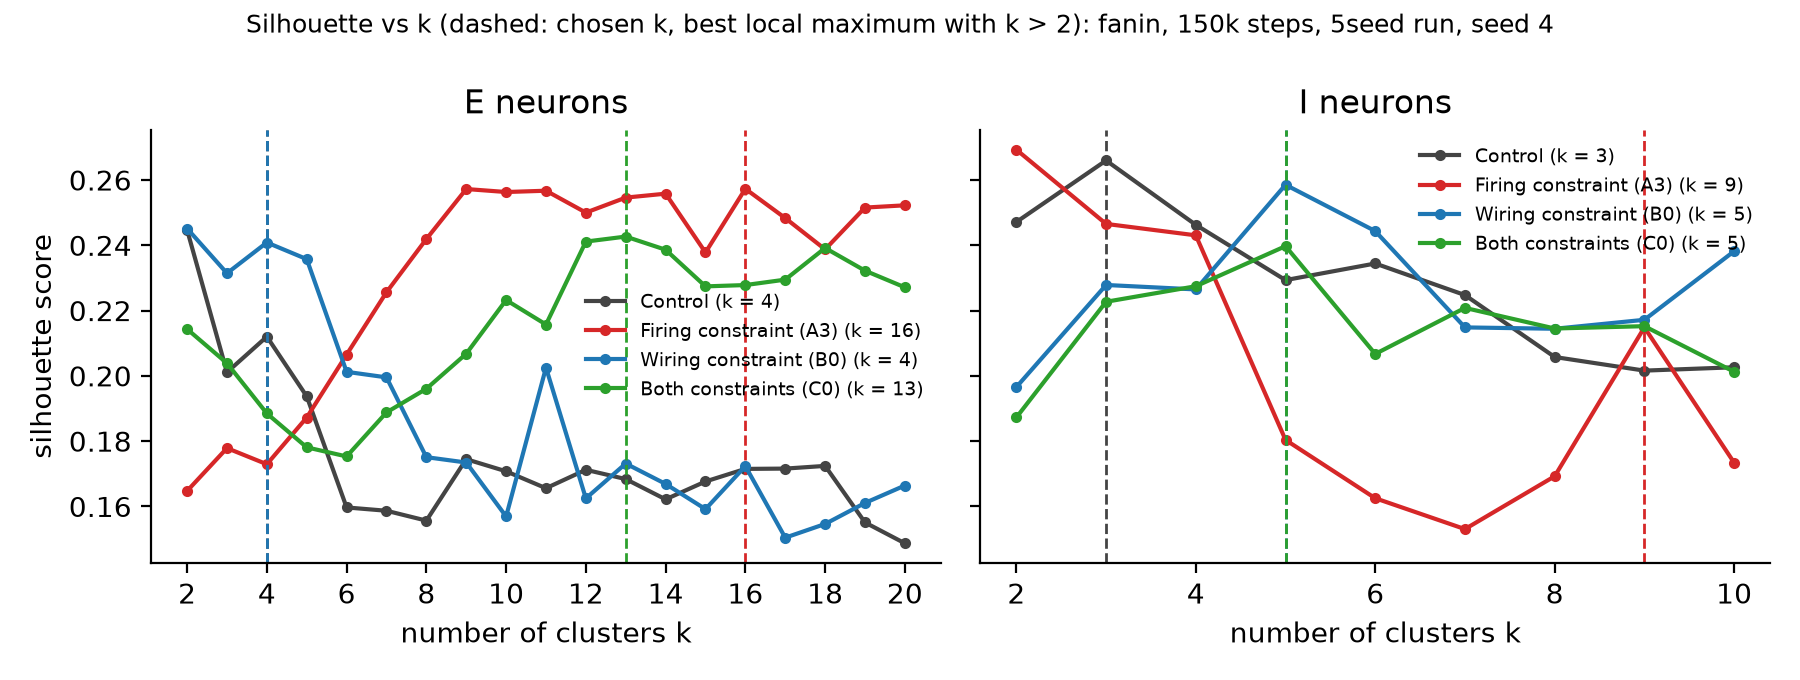 Silhouette vs k (dashed: chosen k, best local maximum with k > 2): fanin, 150k steps, 5seed run, seed 4
E neurons
silhouette score
0.26
0.24
0.22
0.20
0.18
0.16
Control (k = 4)
Firing constraint (A3) (k = 16)
Wiring constraint (B0) (k = 4)
Both constraints (C0) (k = 13)
2 4 6 8 10 12 14 16 18 20
number of clusters k
I neurons
Control (k = 3)
Firing constraint (A3) (k = 9)
Wiring constraint (B0) (k = 5)
Both constraints (C0) (k = 5)
2 4 6 8 10
number of clusters k